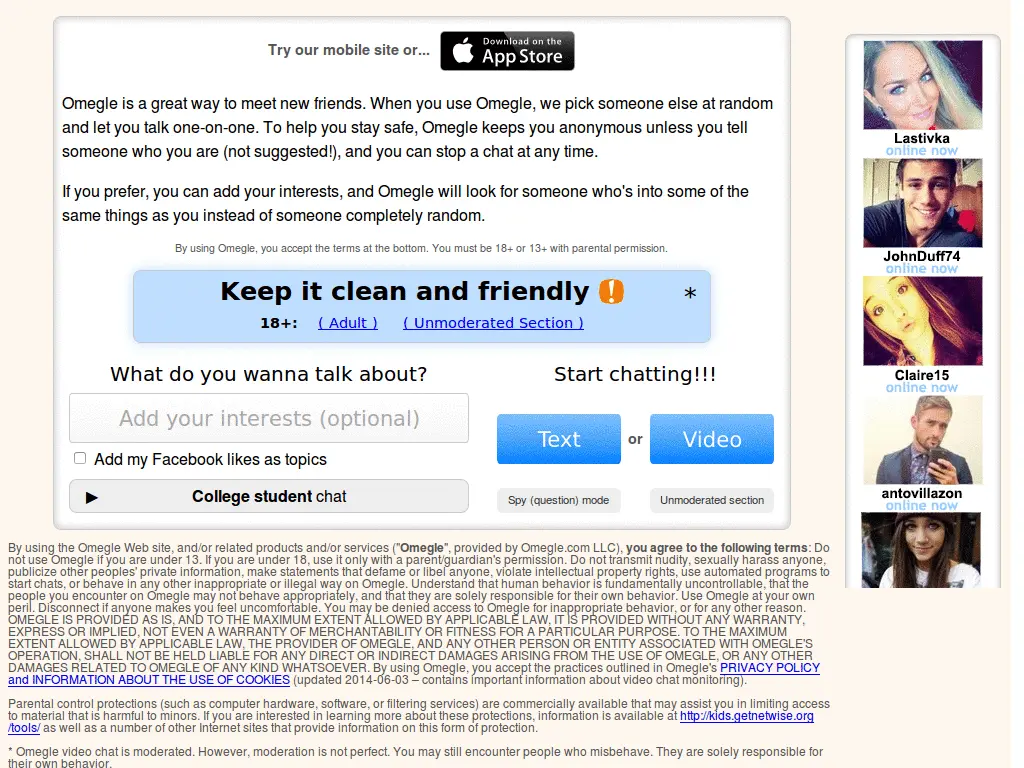 Try our mobile site or...
Download on the
App Store
Omegle is a great way to meet new friends. When you use Omegle, we pick someone else at random
and let you talk one-on-one. To help you stay safe, Omegle keeps you anonymous unless you tell
someone who you are (not suggested!), and you can stop a chat at any time.
If you prefer, you can add your interests, and Omegle will look for someone who's into some of the
same things as you instead of someone completely random.
By using Omegle, you accept the terms at the bottom. You must be 18+ or 13+ with parental permission.
Keep it clean and friendly ! *
18+: ( Adult ) ( Unmoderated Section )
What do you wanna talk about?
Add your interests (optional)
Add my Facebook likes as topics
▶ College student chat
Start chatting!!!
Text or Video
Spy (question) mode Unmoderated section
Lastivka
online now
JohnDuff74
online now
Claire15
online now
antovillazon
online now
By using the Omegle Web site, and/or related products and/or services ("Omegle", provided by Omegle.com LLC), you agree to the following terms: Do
not use Omegle if you are under 13. If you are under 18, use it only with a parent/guardian's permission. Do not transmit nudity, sexually harass anyone,
publicize other peoples' private information, make statements that defame or libel anyone, violate intellectual property rights, use automated programs to
start chats, or behave in any other inappropriate or illegal way on Omegle. Understand that human behavior is fundamentally uncontrollable, that the
people you encounter on Omegle may not behave appropriately, and that they are solely responsible for their own behavior. Use Omegle at your own
peril. Disconnect if anyone makes you feel uncomfortable. You may be denied access to Omegle for inappropriate behavior, or for any other reason.
OMEGLE IS PROVIDED AS IS, AND TO THE MAXIMUM EXTENT ALLOWED BY APPLICABLE LAW, IT IS PROVIDED WITHOUT ANY WARRANTY,
EXPRESS OR IMPLIED, NOT EVEN A WARRANTY OF MERCHANTABILITY OR FITNESS FOR A PARTICULAR PURPOSE. TO THE MAXIMUM
EXTENT ALLOWED BY APPLICABLE LAW, THE PROVIDER OF OMEGLE, AND ANY OTHER PERSON OR ENTITY ASSOCIATED WITH OMEGLE'S
OPERATION, SHALL NOT BE HELD LIABLE FOR ANY DIRECT OR INDIRECT DAMAGES ARISING FROM THE USE OF OMEGLE, OR ANY OTHER
DAMAGES RELATED TO OMEGLE OF ANY KIND WHATSOEVER. By using Omegle, you accept the practices outlined in Omegle's PRIVACY POLICY
and INFORMATION ABOUT THE USE OF COOKIES (updated 2014-06-03 – contains important information about video chat monitoring).
Parental control protections (such as computer hardware, software, or filtering services) are commercially available that may assist you in limiting access
to material that is harmful to minors. If you are interested in learning more about these protections, information is available at http://kids.getnetwise.org
/tools/ as well as a number of other Internet sites that provide information on this form of protection.
* Omegle video chat is moderated. However, moderation is not perfect. You may still encounter people who misbehave. They are solely responsible for
their own behavior.